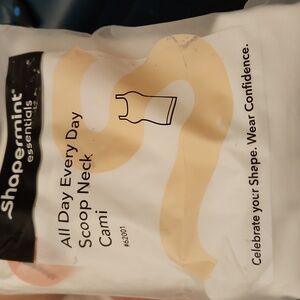 Shapermint
essentials
All Day Every Day
Scoop Neck
Cami
#62001
Celebrate your Shape. Wear Confidence.